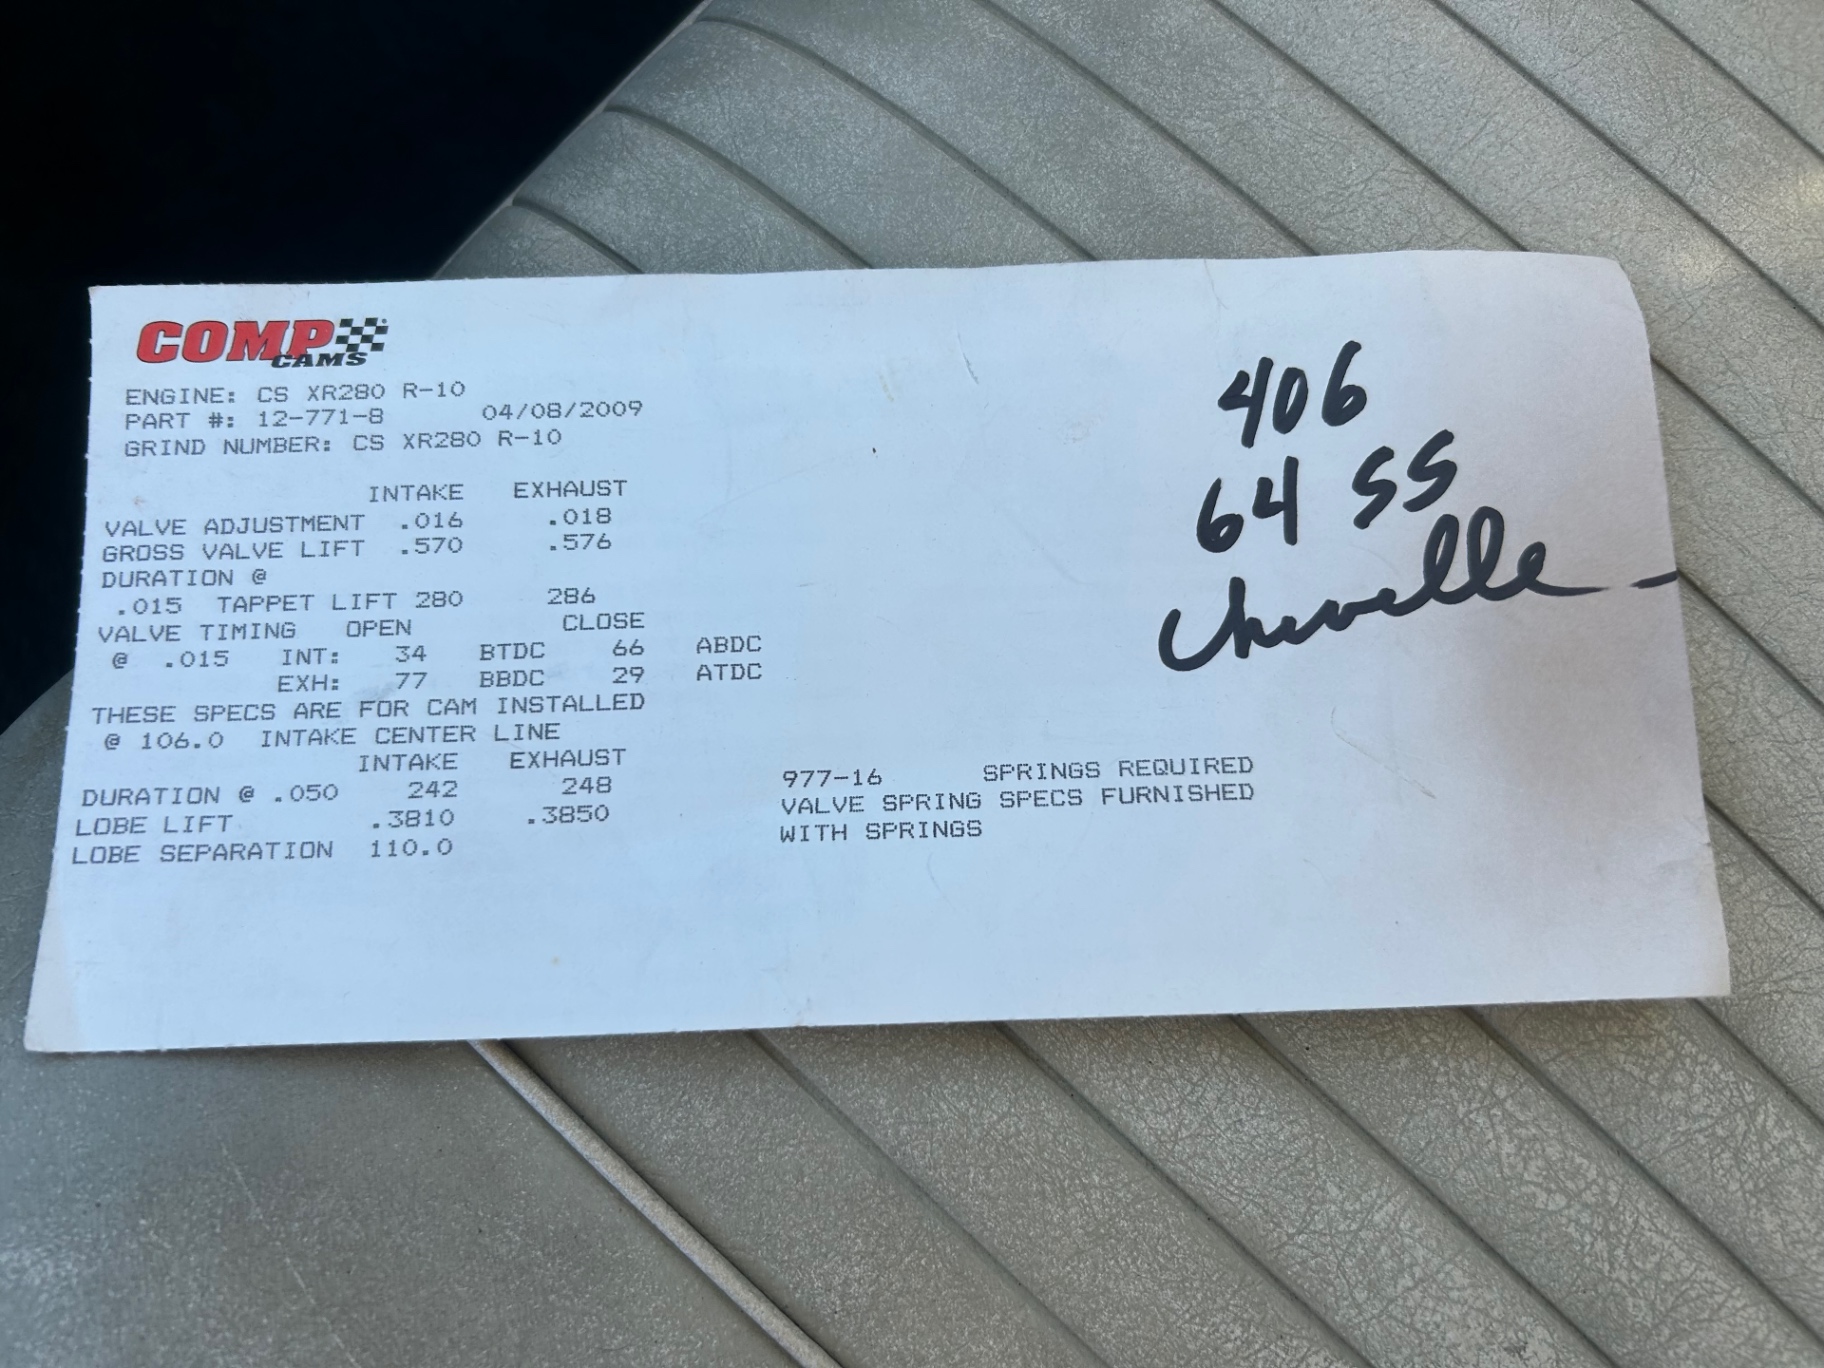 COMP
CAMS
ENGINE: CS XR280 R-10
PART #: 12-771-8 04/08/2009
GRIND NUMBER: CS XR280 R-10
INTAKE EXHAUST
VALVE ADJUSTMENT .016 .018
GROSS VALVE LIFT .570 .576
DURATION @
.015 TAPPET LIFT 280 286
VALVE TIMING OPEN CLOSE
@ .015 INT: 34 BTDC 66 ABDC
EXH: 77 BBDC 29 ATDC
THESE SPECS ARE FOR CAM INSTALLED
@ 106.0 INTAKE CENTER LINE
INTAKE EXHAUST
DURATION @ .050 242 248
LOBE LIFT .3810 .3850
LOBE SEPARATION 110.0
977-16 SPRINGS REQUIRED
VALVE SPRING SPECS FURNISHED
WITH SPRINGS
406
64 SS
Chevelle